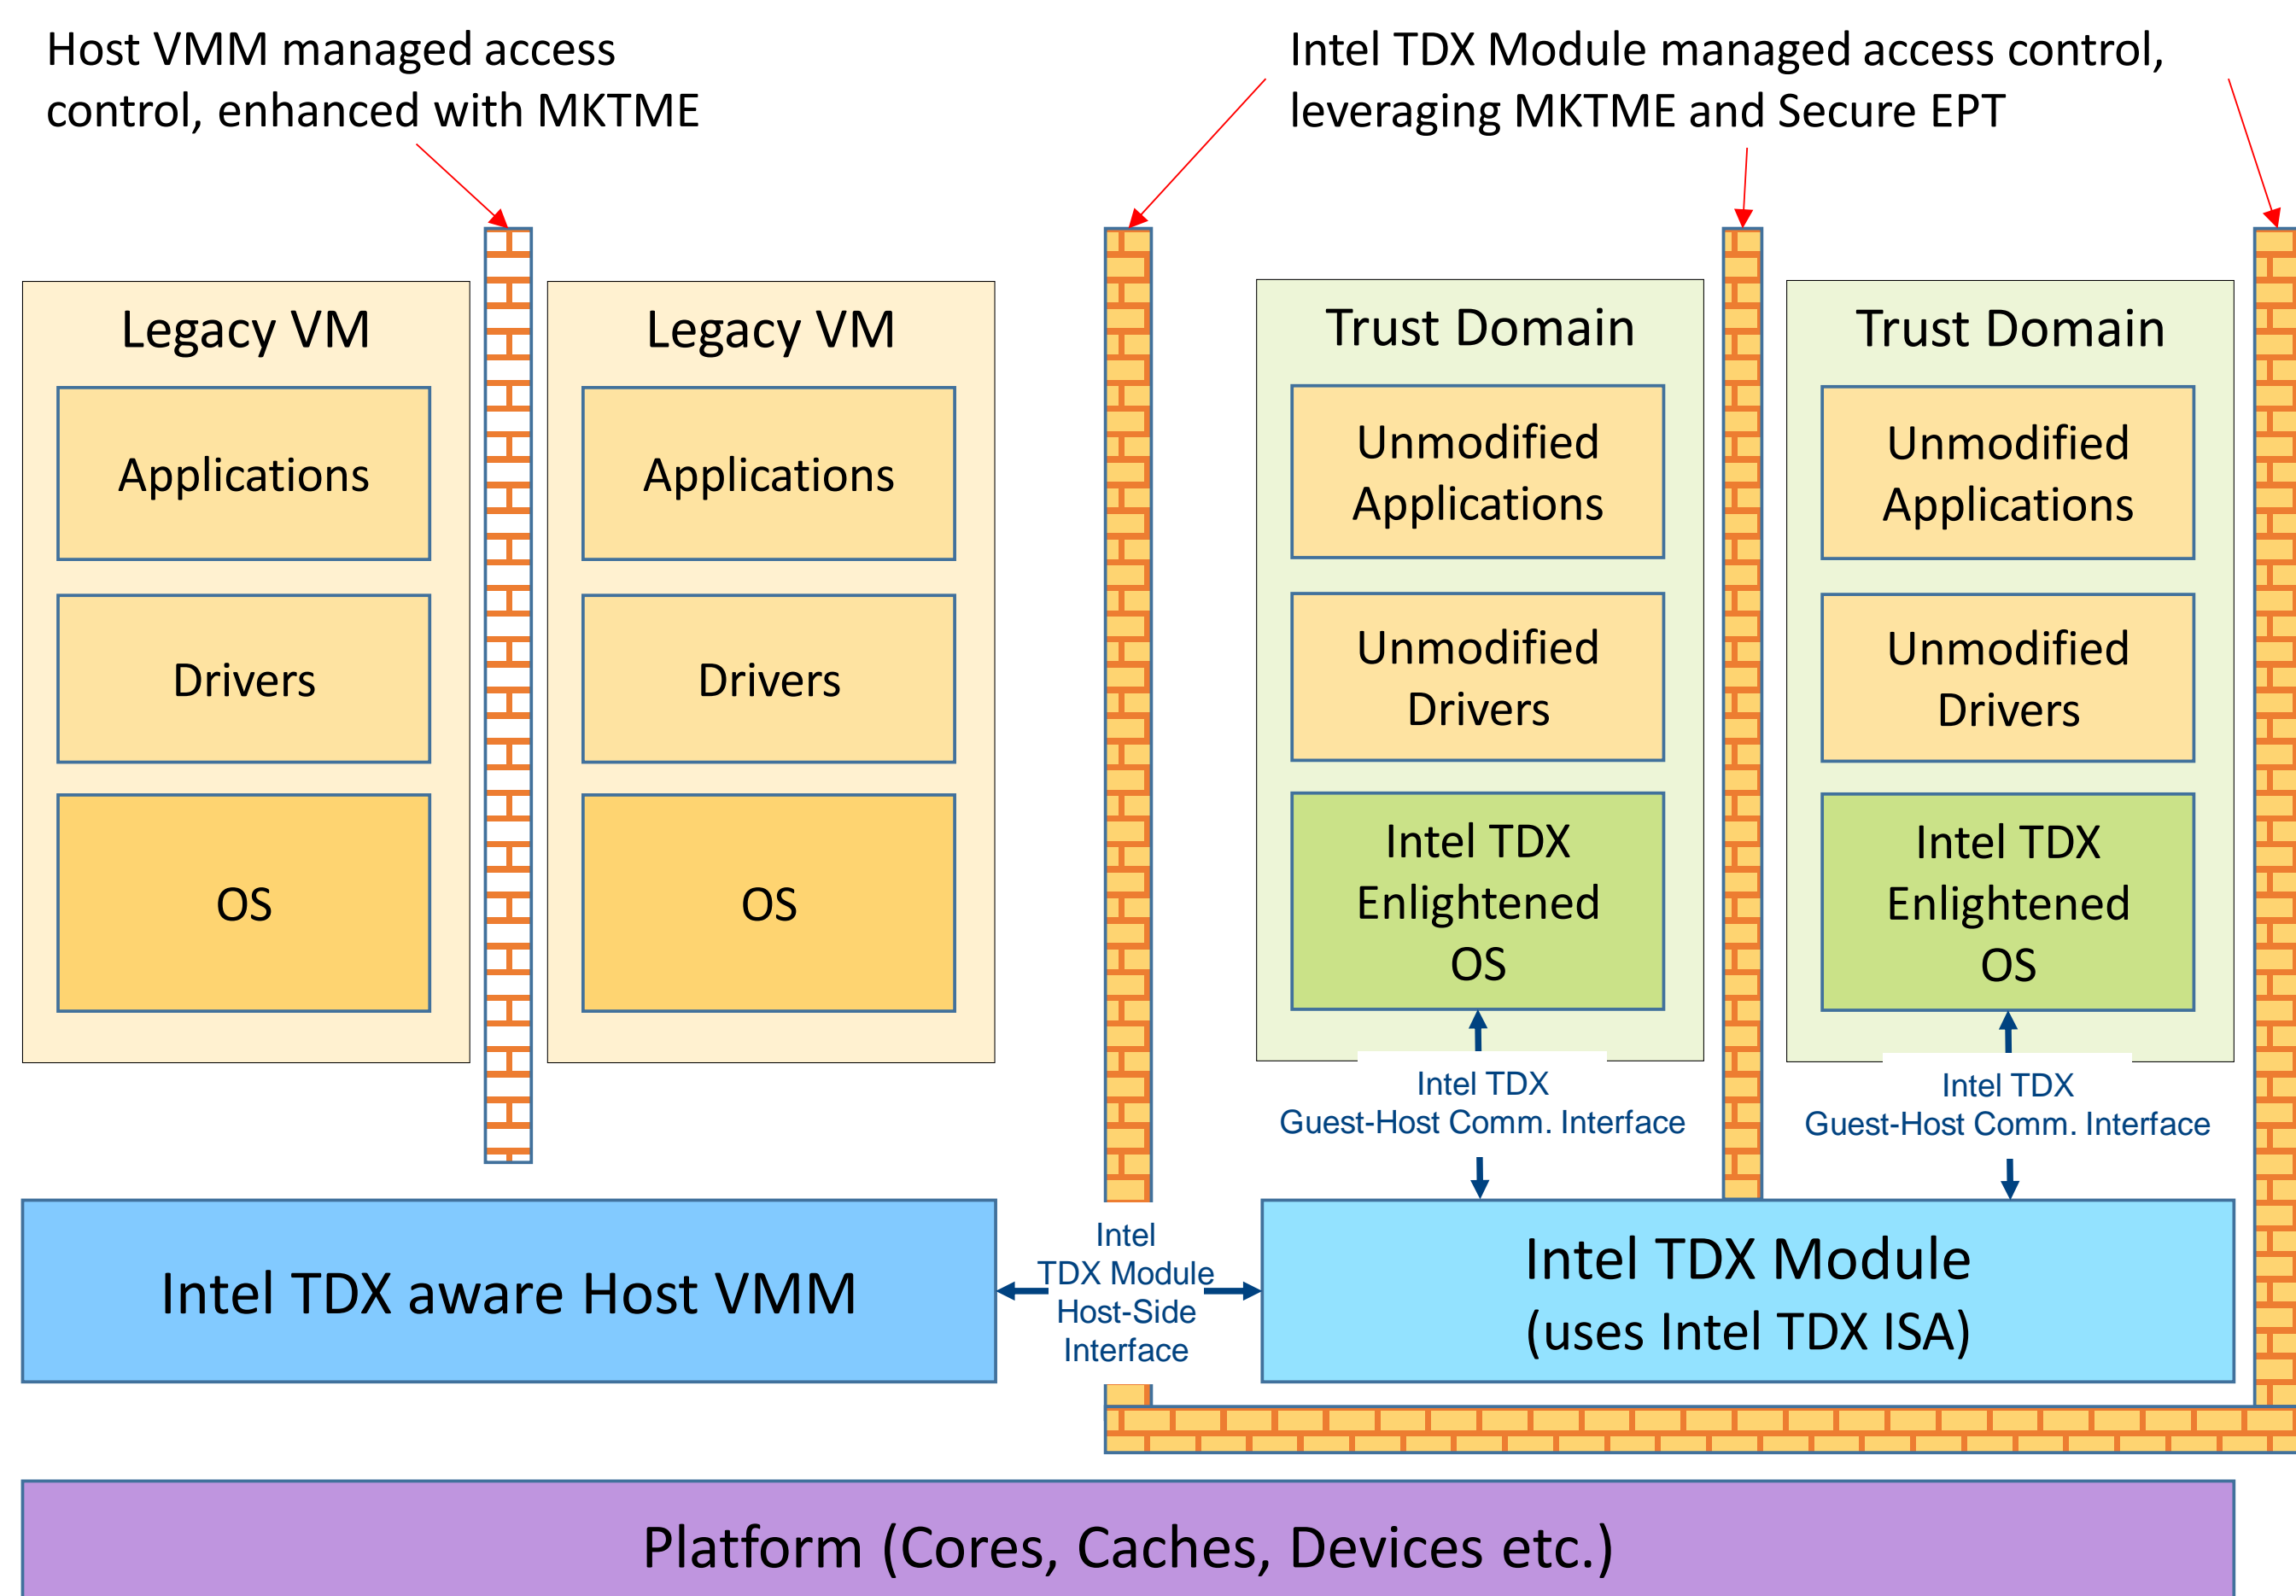 Host VMM managed access
control, enhanced with MKTME
Intel TDX Module managed access control,
leveraging MKTME and Secure EPT
Legacy VM
Applications
Drivers
OS
Legacy VM
Applications
Drivers
OS
Trust Domain
Unmodified
Applications
Unmodified
Drivers
Intel TDX
Enlightened
OS
Trust Domain
Unmodified
Applications
Unmodified
Drivers
Intel TDX
Enlightened
OS
Intel TDX
Guest-Host Comm. Interface
Intel TDX
Guest-Host Comm. Interface
Intel TDX aware Host VMM
Intel
TDX Module
Host-Side
Interface
Intel TDX Module
(uses Intel TDX ISA)
Platform (Cores, Caches, Devices etc.)